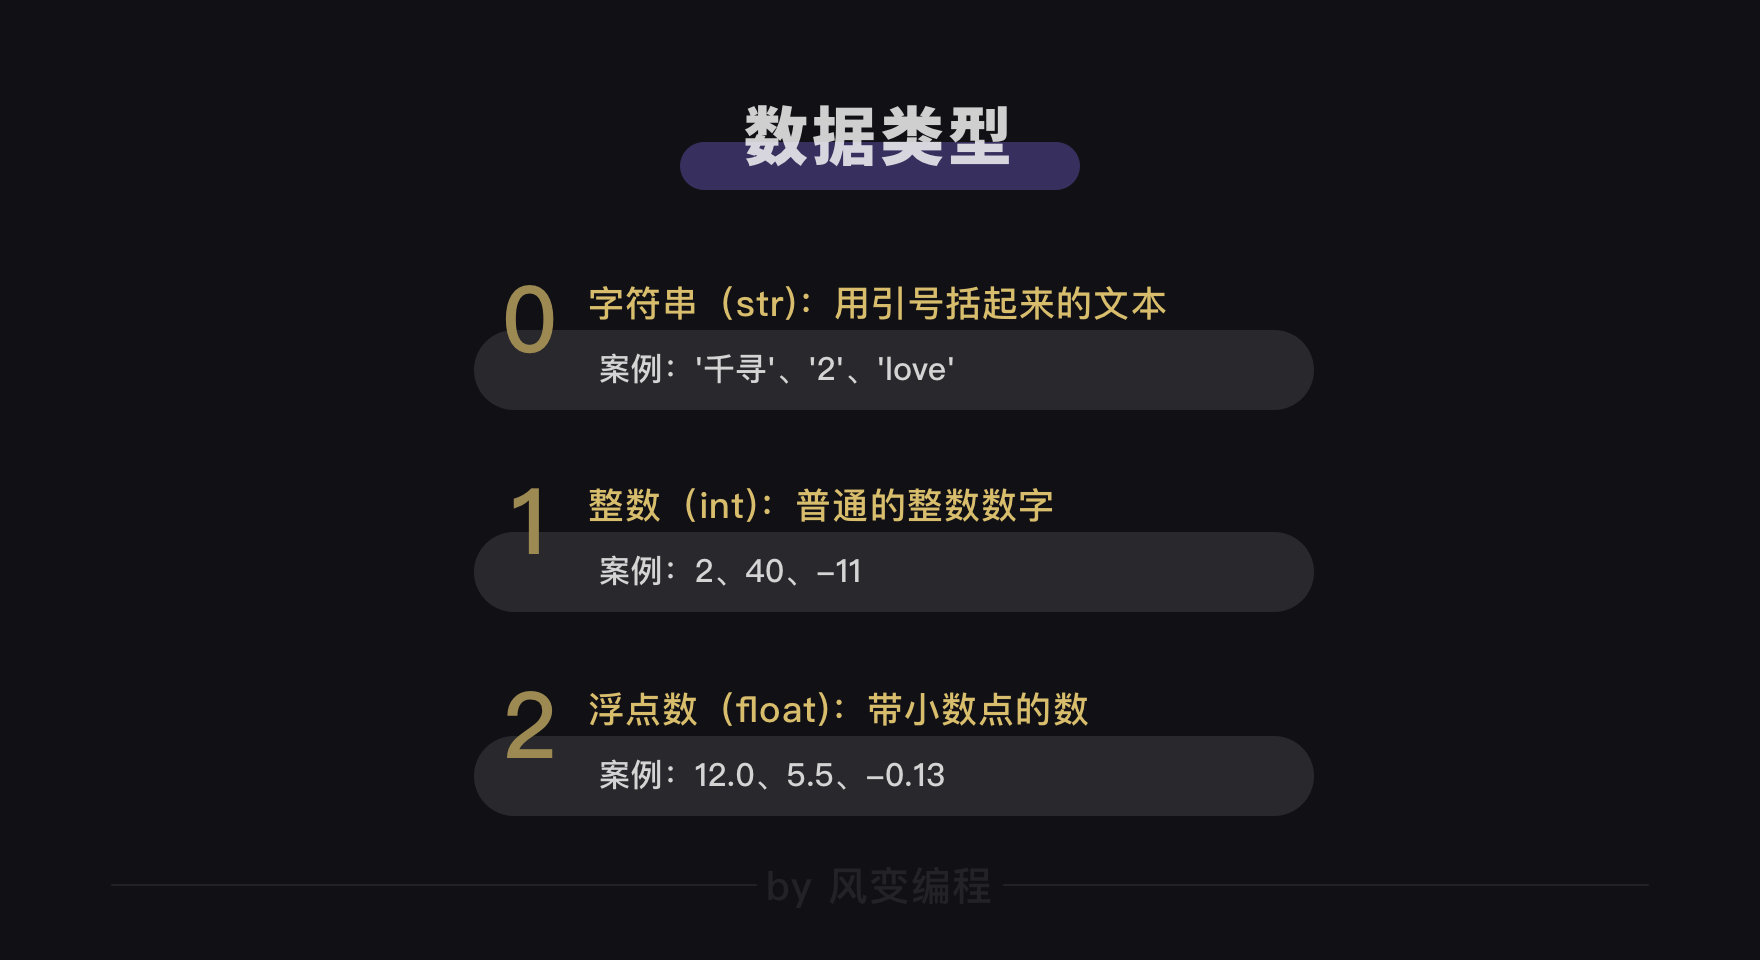 数据类型
0
字符串（str)：用引号括起来的文本
案例：'千寻'、'2'、'love'
1
整数（int)：普通的整数数字
案例：2、40、–11
2
浮点数（float)：带小数点的数
案例：12.0、5.5、–0.13
by 风变编程